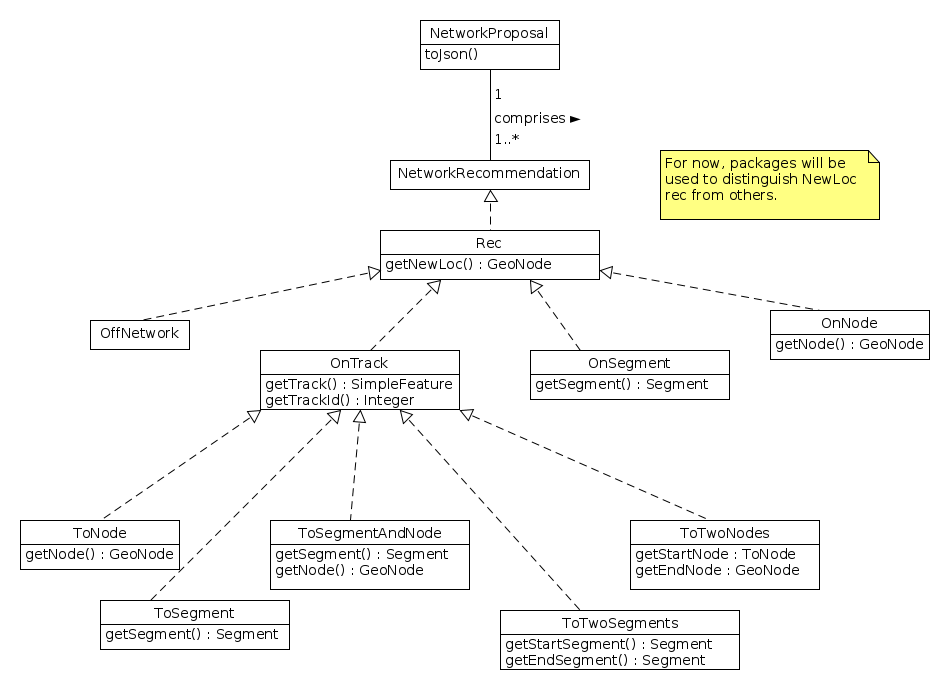 NetworkProposal
toJson()
1
comprises ►
1..*
NetworkRecommendation
For now, packages will be
used to distinguish NewLoc
rec from others.
Rec
getNewLoc() : GeoNode
OffNetwork
OnTrack
getTrack() : SimpleFeature
getTrackId() : Integer
OnSegment
getSegment() : Segment
OnNode
getNode() : GeoNode
ToNode
getNode() : GeoNode
ToSegmentAndNode
getSegment() : Segment
getNode() : GeoNode
ToTwoNodes
getStartNode : ToNode
getEndNode : GeoNode
ToSegment
getSegment() : Segment
ToTwoSegments
getStartSegment() : Segment
getEndSegment() : Segment